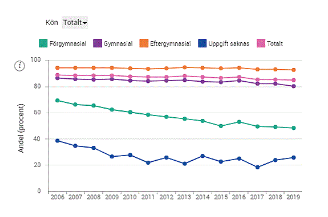 Kön Totalt
Förgymnasial Gymnasial Eftergymnasial Uppgift saknas Totalt
100
80
60
40
20
0
Andel (procent)
2006 2007 2008 2009 2010 2011 2012 2013 2014 2015 2016 2017 2018 2019